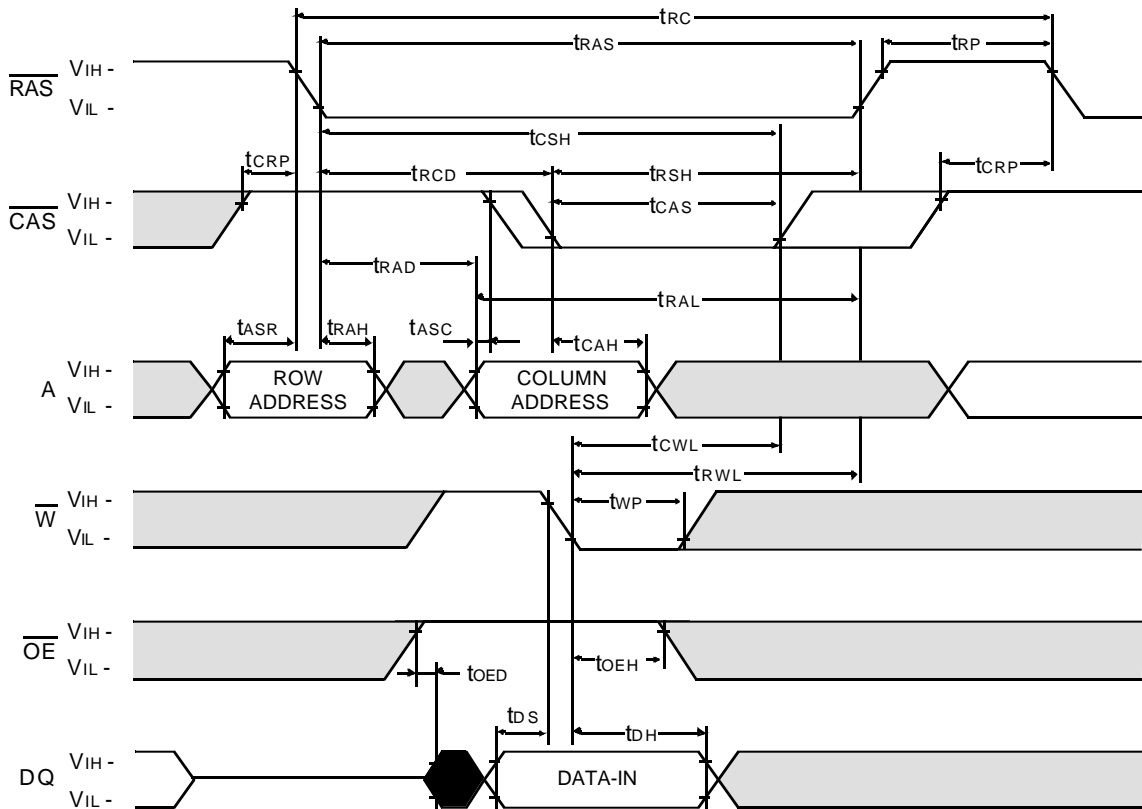 tRC
tRAS
tRP
RAS
VIH -
VIL -
tCSH
tCRP
tRCD
tRSH
tCRP
CAS
VIH -
VIL -
tCAS
tRAD
tRAL
tASR
tRAH
tASC
tCAH
A
VIH -
VIL -
ROW
ADDRESS
COLUMN
ADDRESS
tCWL
tRWL
W
VIH -
VIL -
tWP
OE
VIH -
VIL -
tOED
tOEH
tDS
tDH
DQ
VIH -
VIL -
DATA-IN